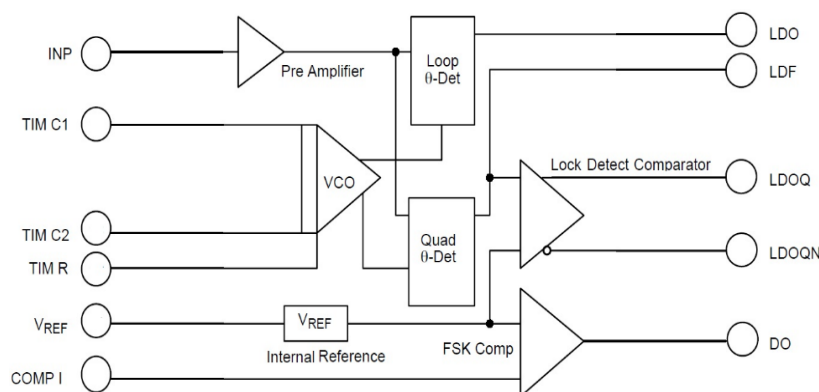 INP
Pre Amplifier
Loop
θ-Det
LDO
LDF
TIM C1
VCO
Lock Detect Comparator
LDOQ
TIM C2
Quad
θ-Det
LDOQN
TIM R
VREF
VREF
Internal Reference
FSK Comp
DO
COMP I